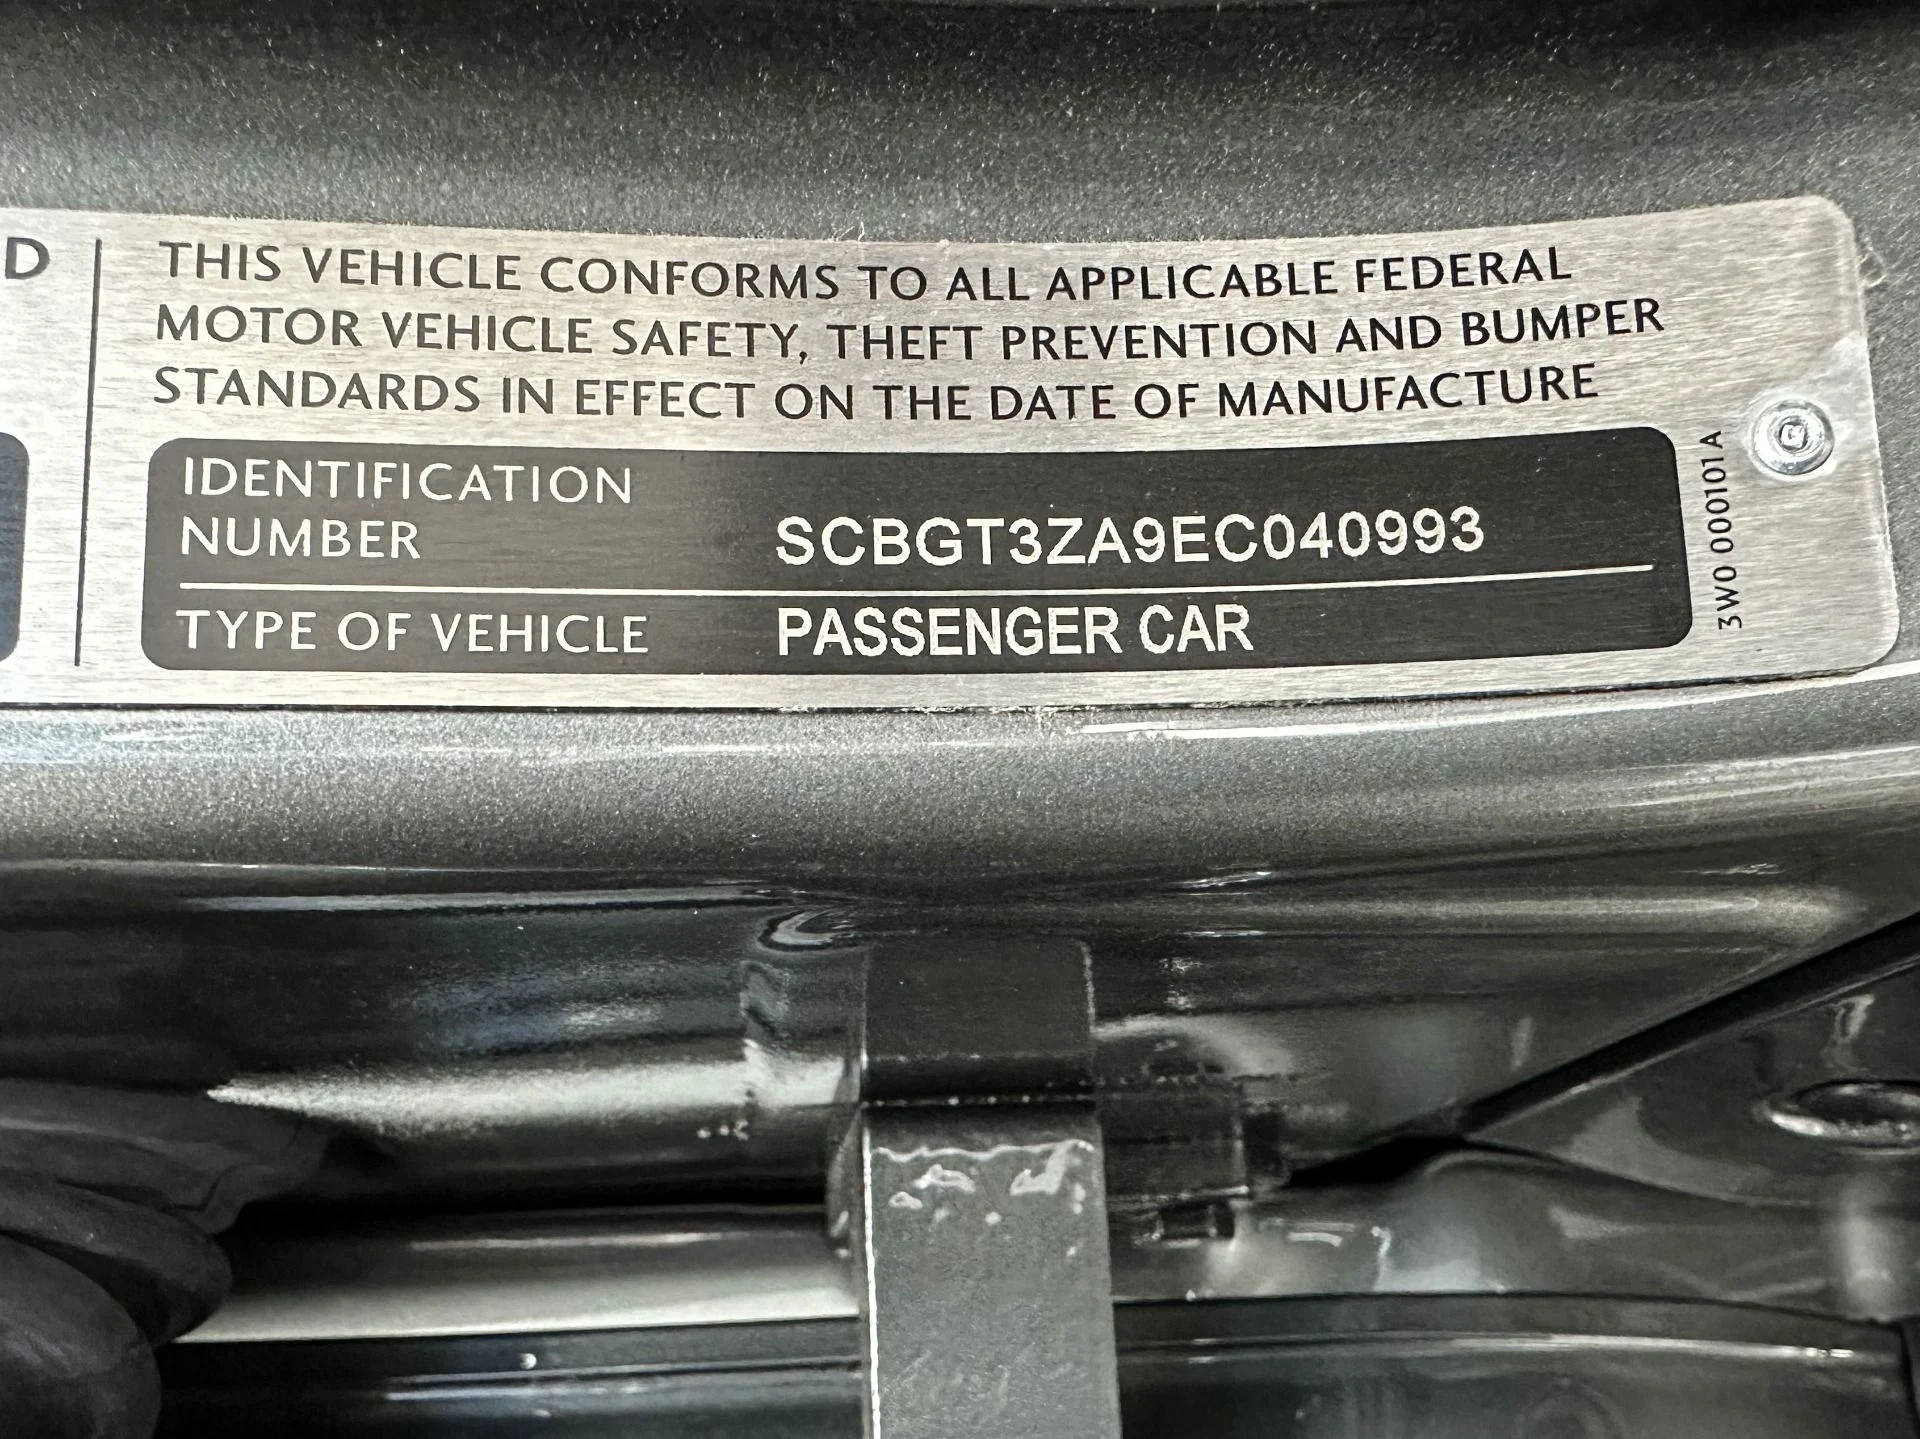 D
THIS VEHICLE CONFORMS TO ALL APPLICABLE FEDERAL
MOTOR VEHICLE SAFETY, THEFT PREVENTION AND BUMPER
STANDARDS IN EFFECT ON THE DATE OF MANUFACTURE
IDENTIFICATION
NUMBER SCBGT3ZA9EC040993
TYPE OF VEHICLE PASSENGER CAR
3W0 000101A